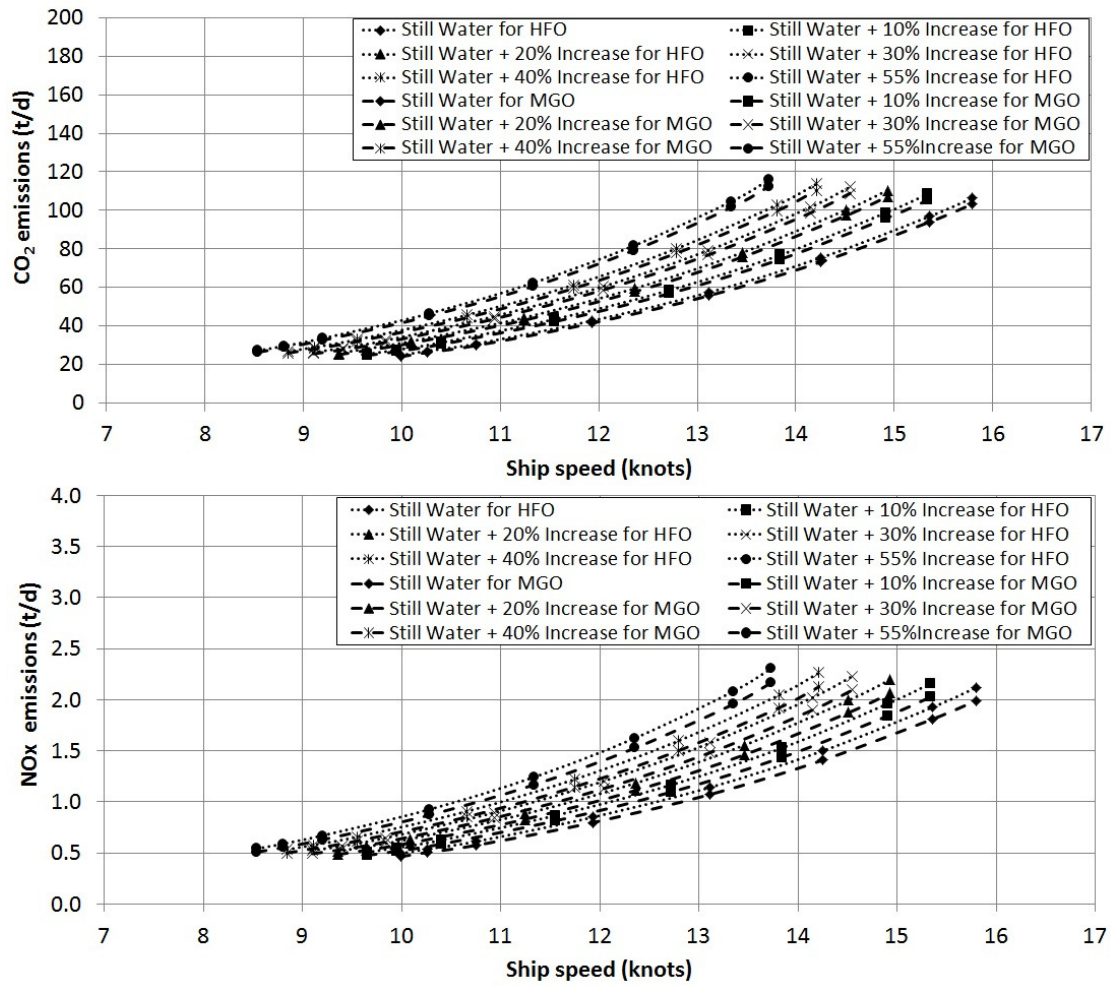 200
180
160
140
120
100
80
60
40
20
0
CO₂ emissions (t/d)
Still Water for HFO
Still Water + 10% Increase for HFO
Still Water + 20% Increase for HFO
Still Water + 30% Increase for HFO
Still Water + 40% Increase for HFO
Still Water + 55% Increase for HFO
Still Water for MGO
Still Water + 10% Increase for MGO
Still Water + 20% Increase for MGO
Still Water + 30% Increase for MGO
Still Water + 40% Increase for MGO
Still Water + 55%Increase for MGO
7 8 9 10 11 12 13 14 15 16 17
Ship speed (knots)
4.0
3.5
3.0
2.5
2.0
1.5
1.0
0.5
0.0
NOx emissions (t/d)
Still Water for HFO
Still Water + 10% Increase for HFO
Still Water + 20% Increase for HFO
Still Water + 30% Increase for HFO
Still Water + 40% Increase for HFO
Still Water + 55% Increase for HFO
Still Water for MGO
Still Water + 10% Increase for MGO
Still Water + 20% Increase for MGO
Still Water + 30% Increase for MGO
Still Water + 40% Increase for MGO
Still Water + 55%Increase for MGO
7 8 9 10 11 12 13 14 15 16 17
Ship speed (knots)